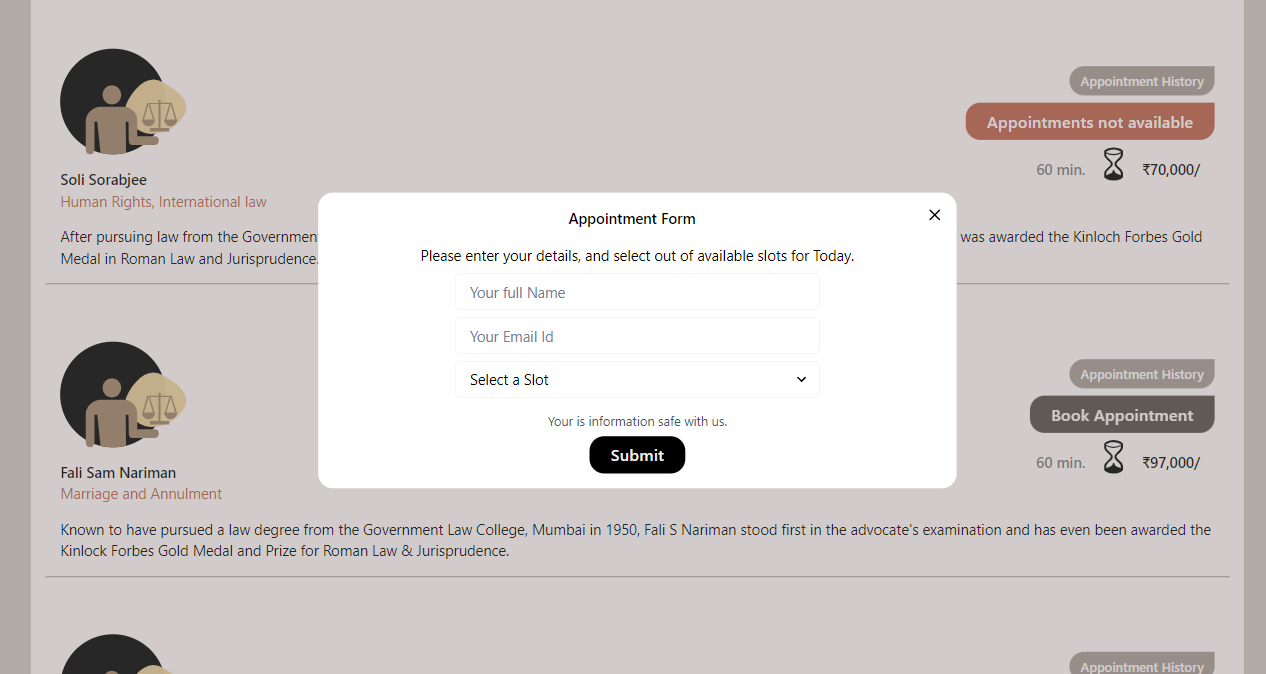 Appointment History
Appointments not available
60 min. ₹70,000/
Soli Sorabjee
Human Rights, International law
After pursuing law from the Governmen
was awarded the Kinloch Forbes Gold
Medal in Roman Law and Jurisprudence.
Appointment Form
Please enter your details, and select out of available slots for Today.
Your full Name
Your Email Id
Select a Slot
Your is information safe with us.
Submit
Appointment History
Book Appointment
60 min. ₹97,000/
Fali Sam Nariman
Marriage and Annulment
Known to have pursued a law degree from the Government Law College, Mumbai in 1950, Fali S Nariman stood first in the advocate's examination and has even been awarded the
Kinlock Forbes Gold Medal and Prize for Roman Law & Jurisprudence.
Appointment History